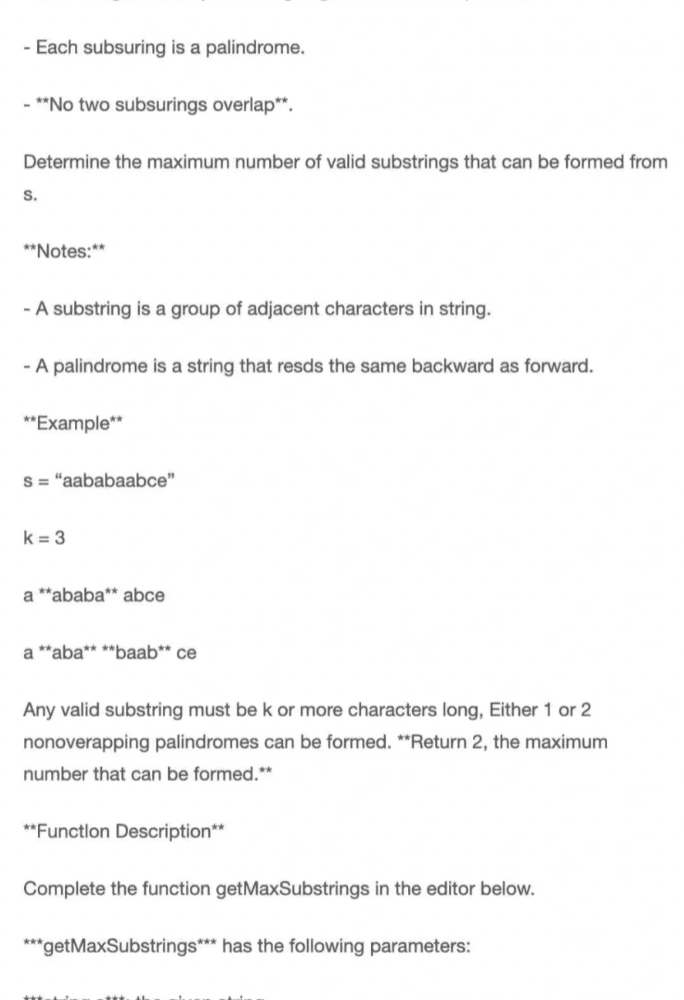 - Each subsuring is a palindrome.
- **No two subsurings overlap**.
Determine the maximum number of valid substrings that can be formed from
s.
**Notes:**
- A substring is a group of adjacent characters in string.
- A palindrome is a string that resds the same backward as forward.
**Example**
s = “aababaabce”
k = 3
a **ababa** abce
a **aba** **baab** ce
Any valid substring must be k or more characters long, Either 1 or 2
nonoverapping palindromes can be formed. **Return 2, the maximum
number that can be formed.**
**Functlon Description**
Complete the function getMaxSubstrings in the editor below.
***getMaxSubstrings*** has the following parameters: